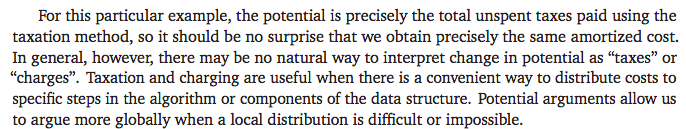 For this particular example, the potential is precisely the total unspent taxes paid using the
taxation method, so it should be no surprise that we obtain precisely the same amortized cost.
In general, however, there may be no natural way to interpret change in potential as “taxes” or
“charges”. Taxation and charging are useful when there is a convenient way to distribute costs to
specific steps in the algorithm or components of the data structure. Potential arguments allow us
to argue more globally when a local distribution is difficult or impossible.